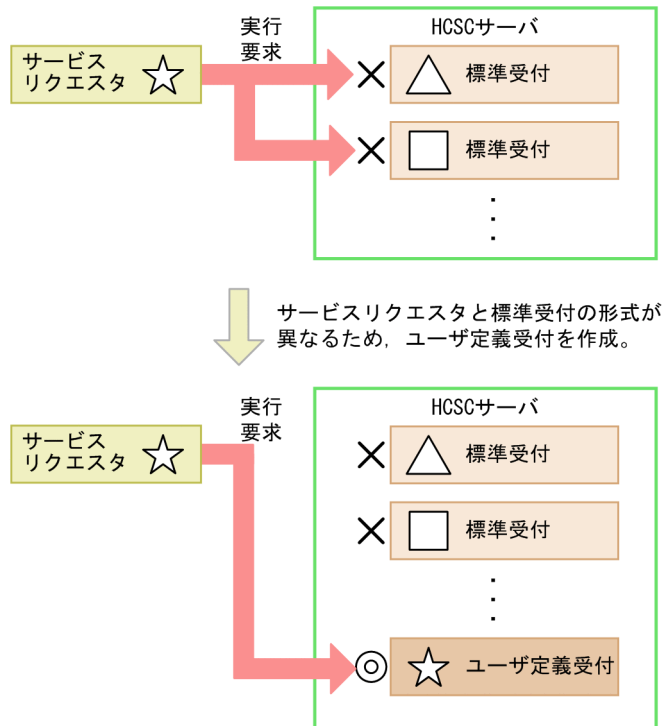 実行
要求
HCSCサーバ
サービス
リクエスタ
標準受付
標準受付
サービスリクエスタと標準受付の形式が
異なるため，ユーザ定義受付を作成。
実行
要求
HCSCサーバ
サービス
リクエスタ
標準受付
標準受付
ユーザ定義受付